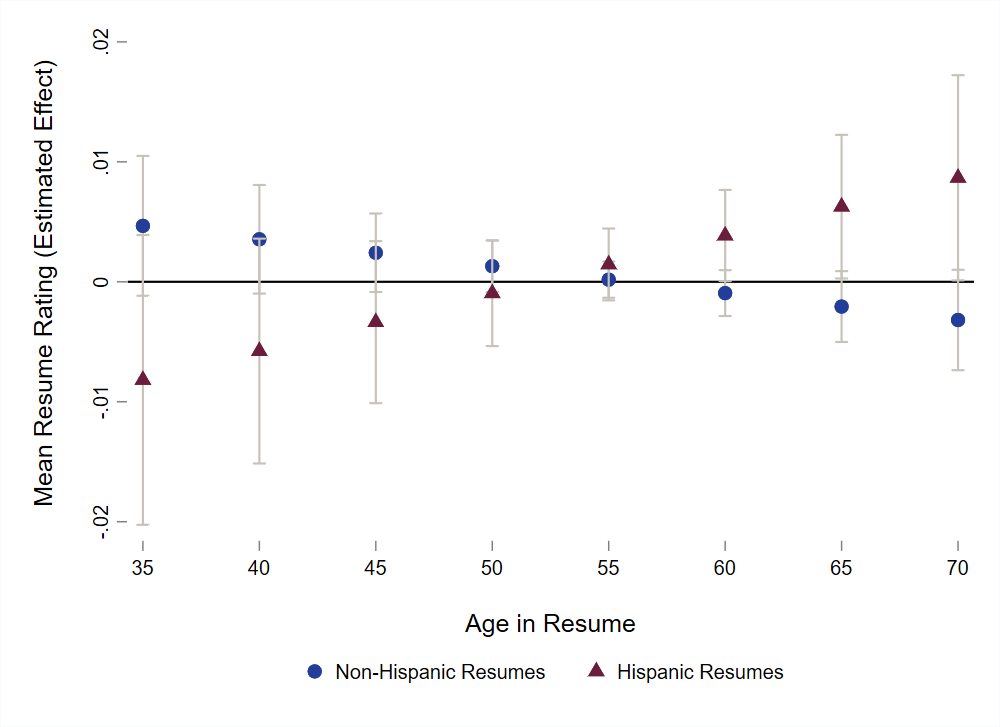 Mean Resume Rating (Estimated Effect)
.02
.01
0
-.01
-.02
35 40 45 50 55 60 65 70
Age in Resume
Non-Hispanic Resumes Hispanic Resumes